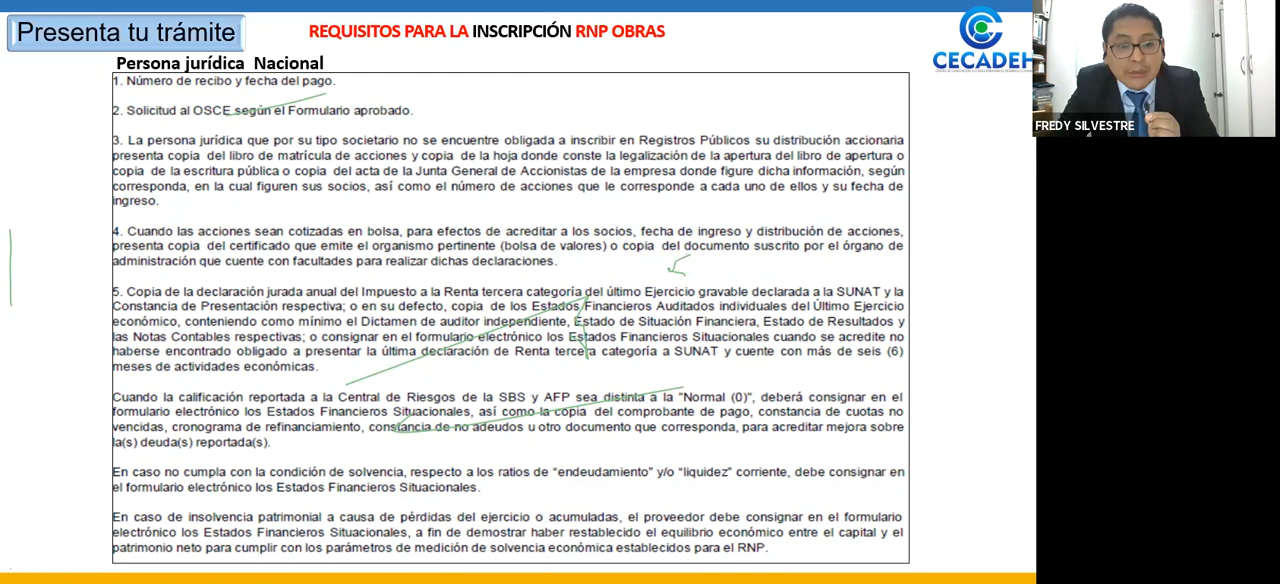 Presenta tu trámite
REQUISITOS PARA LA INSCRIPCIÓN RNP OBRAS
CECADEH
FREDY SILVESTRE
Persona jurídica Nacional
1. Número de recibo y fecha del pago.
2. Solicitud al OSCE según el Formulario aprobado.
3. La persona jurídica que por su tipo societario no se encuentre obligada a inscribir en Registros Públicos su distribución accionaria
presenta copia del libro de matrícula de acciones y copia de la hoja donde conste la legalización de la apertura del libro de apertura o
copia de la escritura pública o copia del acta de la Junta General de Accionistas de la empresa donde figure dicha información, según
corresponda, en la cual figuren sus socios, así como el número de acciones que le corresponde a cada uno de ellos y su fecha de
ingreso.
4. Cuando las acciones sean cotizadas en bolsa, para efectos de acreditar a los socios, fecha de ingreso y distribución de acciones,
presenta copia del certificado que emite el organismo pertinente (bolsa de valores) o copia del documento suscrito por el órgano de
administración que cuente con facultades para realizar dichas declaraciones.
5. Copia de la declaración jurada anual del Impuesto a la Renta tercera categoría del último Ejercicio gravable declarada a la SUNAT y la
Constancia de Presentación respectiva; o en su defecto, copia de los Estados Financieros Auditados individuales del Último Ejercicio
económico, conteniendo como mínimo el Dictamen de auditor independiente, Estado de Situación Financiera, Estado de Resultados y
las Notas Contables respectivas; o consignar en el formulario electrónico los Estados Financieros Situacionales cuando se acredite no
haberse encontrado obligado a presentar la última declaración de Renta tercera categoría a SUNAT y cuente con más de seis (6)
meses de actividades económicas.
Cuando la calificación reportada a la Central de Riesgos de la SBS y AFP sea distinta a la "Normal (0)", deberá consignar en el
formulario electrónico los Estados Financieros Situacionales, así como la copia del comprobante de pago, constancia de cuotas no
vencidas, cronograma de refinanciamiento, constancia de no adeudos u otro documento que corresponda, para acreditar mejora sobre
la(s) deuda(s) reportada(s).
En caso no cumpla con la condición de solvencia, respecto a los ratios de “endeudamiento” y/o “liquidez” corriente, debe consignar en
el formulario electrónico los Estados Financieros Situacionales.
En caso de insolvencia patrimonial a causa de pérdidas del ejercicio o acumuladas, el proveedor debe consignar en el formulario
electrónico los Estados Financieros Situacionales, a fin de demostrar haber restablecido el equilibrio económico entre el capital y el
patrimonio neto para cumplir con los parámetros de medición de solvencia económica establecidos para el RNP.